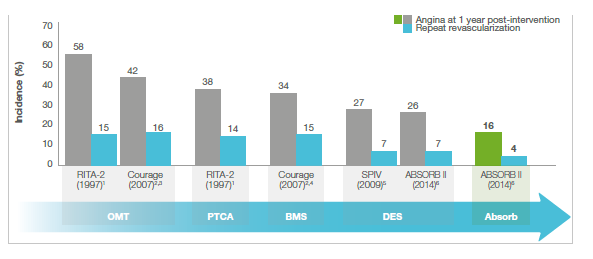 70
60
50
40
30
20
10
0
Incidence (%)
Angina at 1 year post-intervention
Repeat revascularization
58
15
42
16
38
14
34
15
27
7
26
7
16
4
RITA-2
(1997)¹
Courage
(2007)²,³
RITA-2
(1997)¹
Courage
(2007)²,⁴
SPIV
(2009)⁵
ABSORB II
(2014)⁶
ABSORB II
(2014)⁶
OMT
PTCA
BMS
DES
Absorb